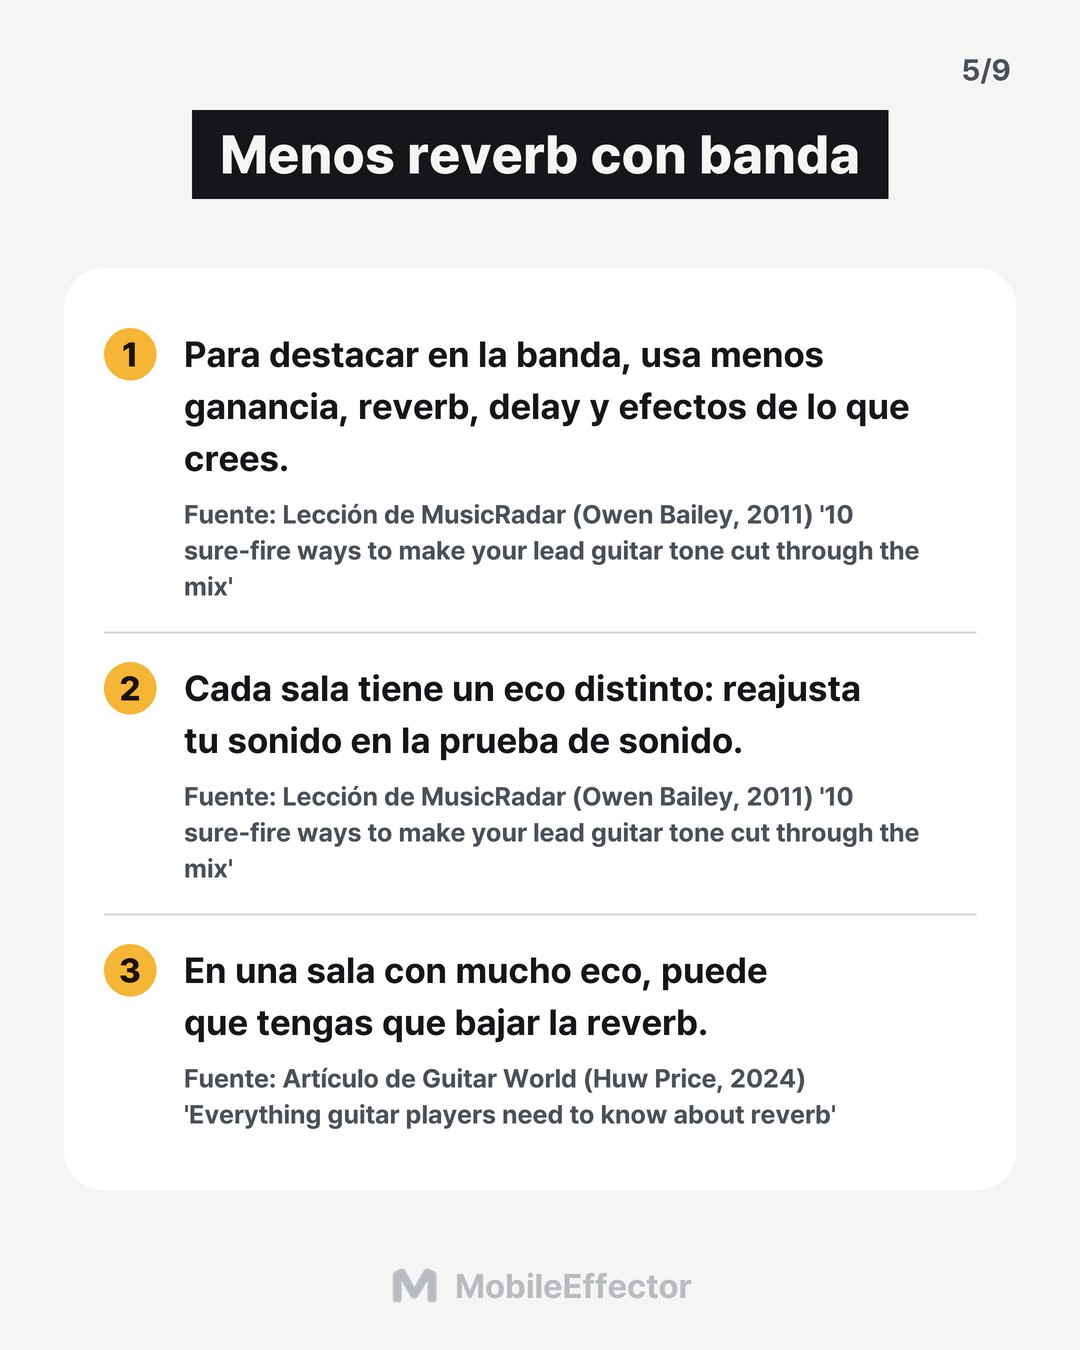 5/9
Menos reverb con banda
1
Para destacar en la banda, usa menos
ganancia, reverb, delay y efectos de lo que
crees.
Fuente: Lección de MusicRadar (Owen Bailey, 2011) '10
sure-fire ways to make your lead guitar tone cut through the
mix'
2
Cada sala tiene un eco distinto: reajusta
tu sonido en la prueba de sonido.
Fuente: Lección de MusicRadar (Owen Bailey, 2011) '10
sure-fire ways to make your lead guitar tone cut through the
mix'
3
En una sala con mucho eco, puede
que tengas que bajar la reverb.
Fuente: Artículo de Guitar World (Huw Price, 2024)
'Everything guitar players need to know about reverb'
MobileEffector